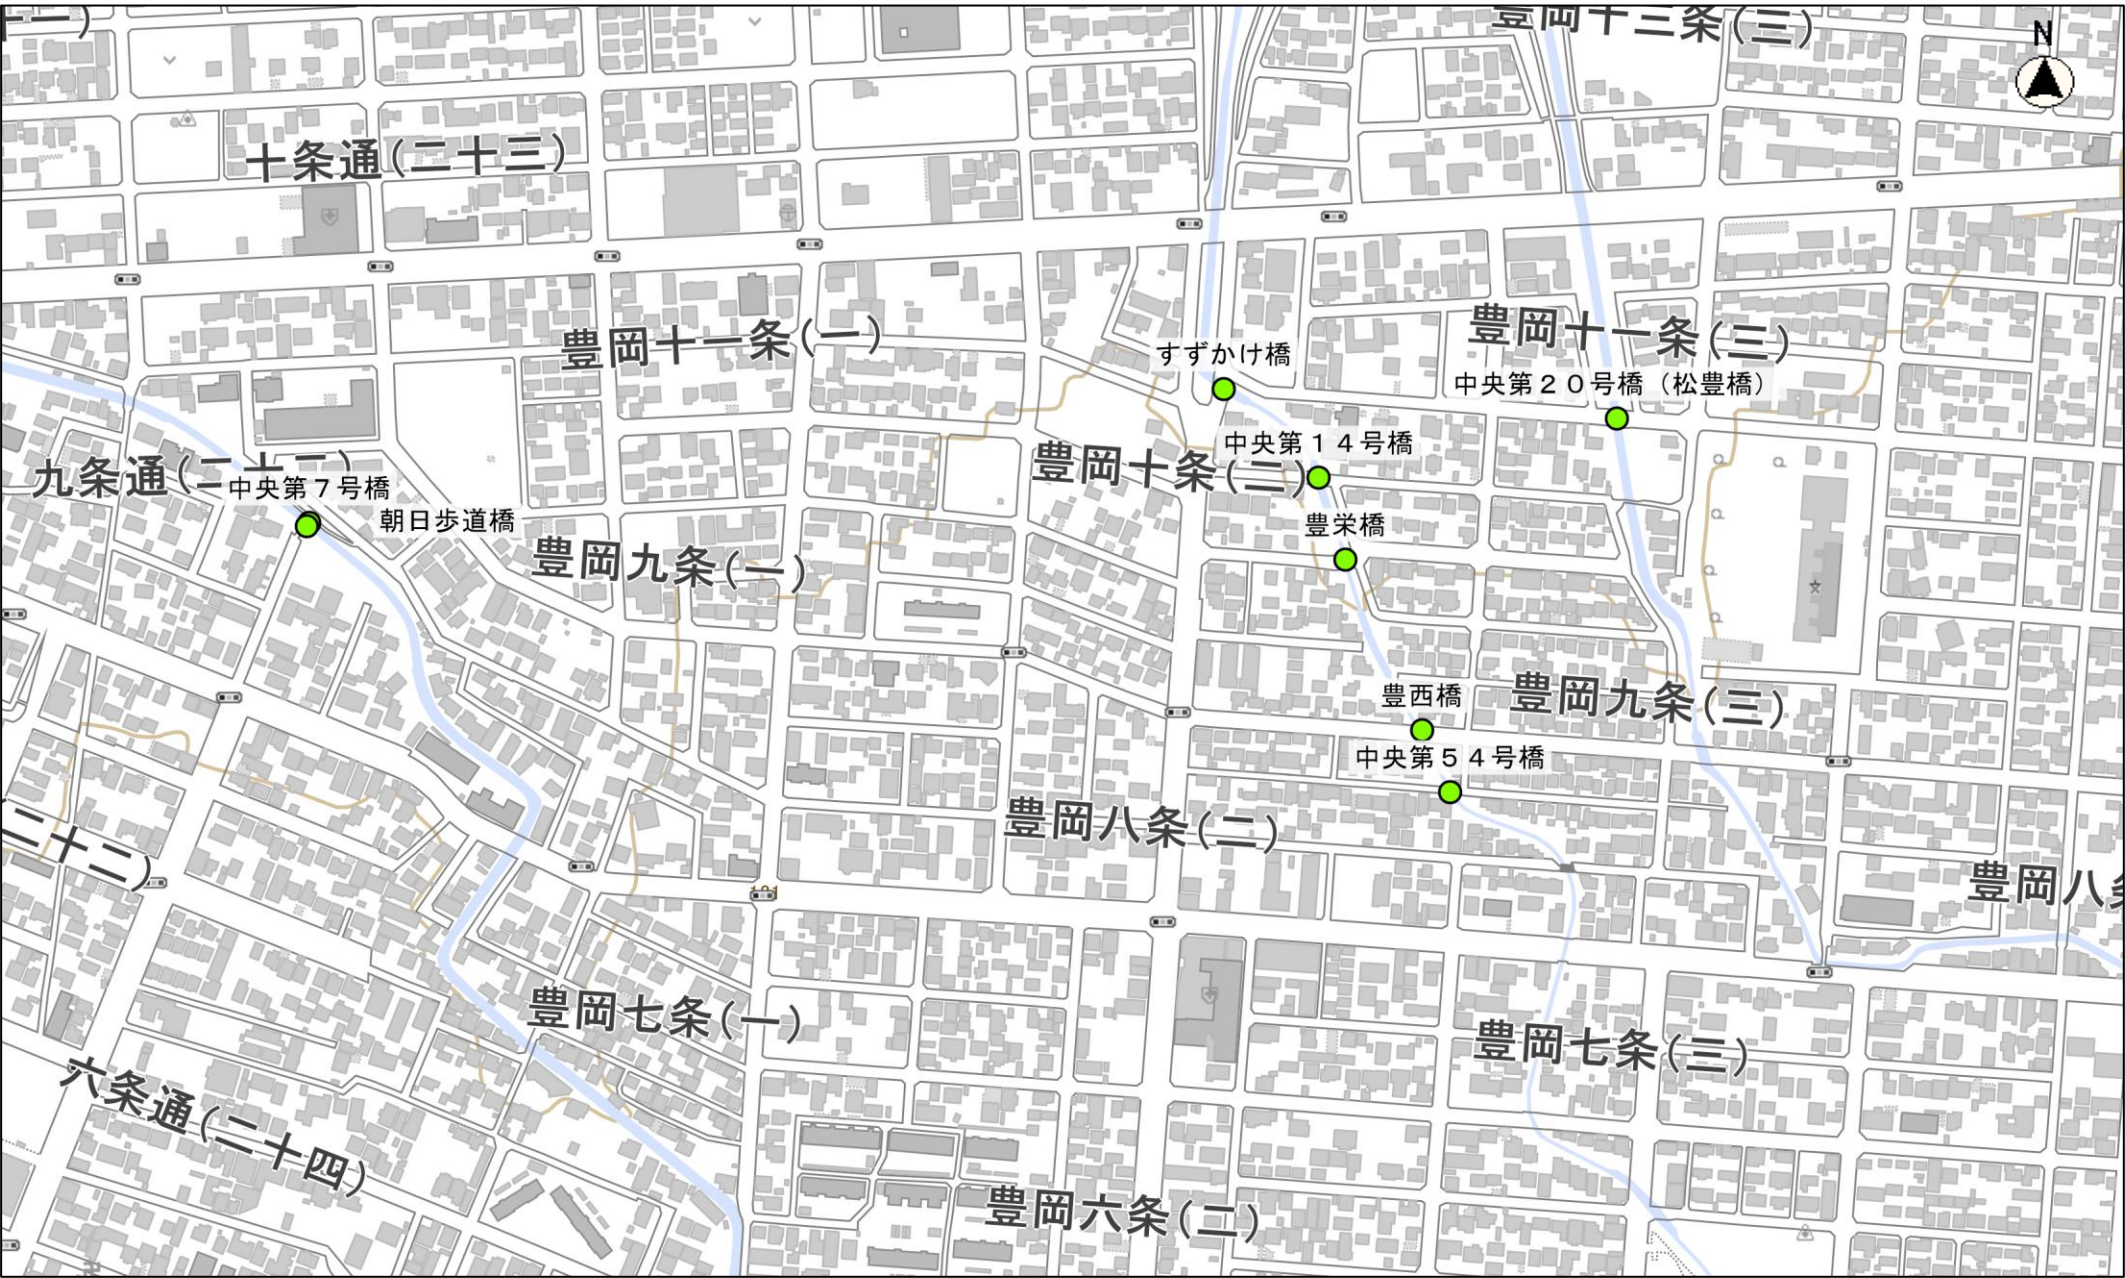 豊岡十三条(三)
N
十条通(二十三)
豊岡十一条(一)
豊岡十一条(三)
すずかけ橋
中央第２０号橋（松豊橋）
中央第１４号橋
豊岡十条(二)
九条通(二十二)
中央第７号橋
朝日歩道橋
豊栄橋
豊岡九条(一)
豊西橋
豊岡九条(三)
中央第５４号橋
豊岡八条(二)
二十二)
豊岡八条
豊岡七条(一)
豊岡七条(三)
六条通(二十四)
豊岡六条(二)